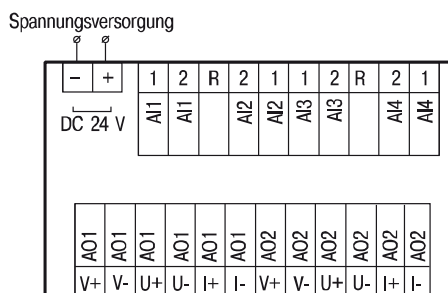 Spannungsversorgung
− + 1 2 R 2 1 1 2 R 2 1
DC 24 V AI1 AI1 AI2 AI2 AI3 AI3 AI4 AI4
AO1 AO1 AO1 AO1 AO1 AO1 AO2 AO2 AO2 AO2 AO2 AO2
V+ V- U+ U- I+ I- V+ V- U+ U- I+ I-